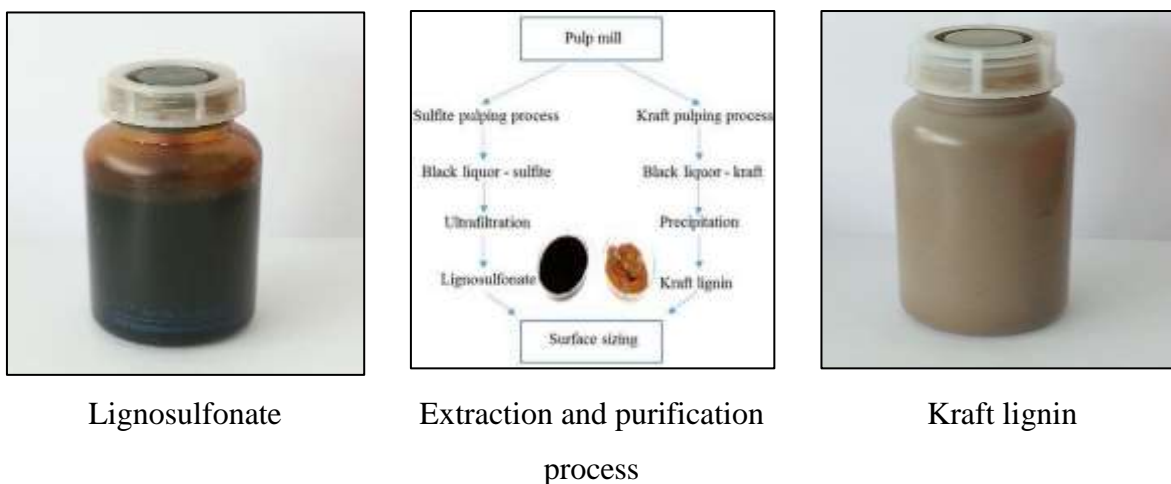 Pulp mill
Sulfite pulping process
Kraft pulping process
Black liquor - sulfite
Black liquor - kraft
Ultrafiltration
Precipitation
Lignosulfonate
Kraft lignin
Surface sizing
Lignosulfonate
Extraction and purification
process
Kraft lignin